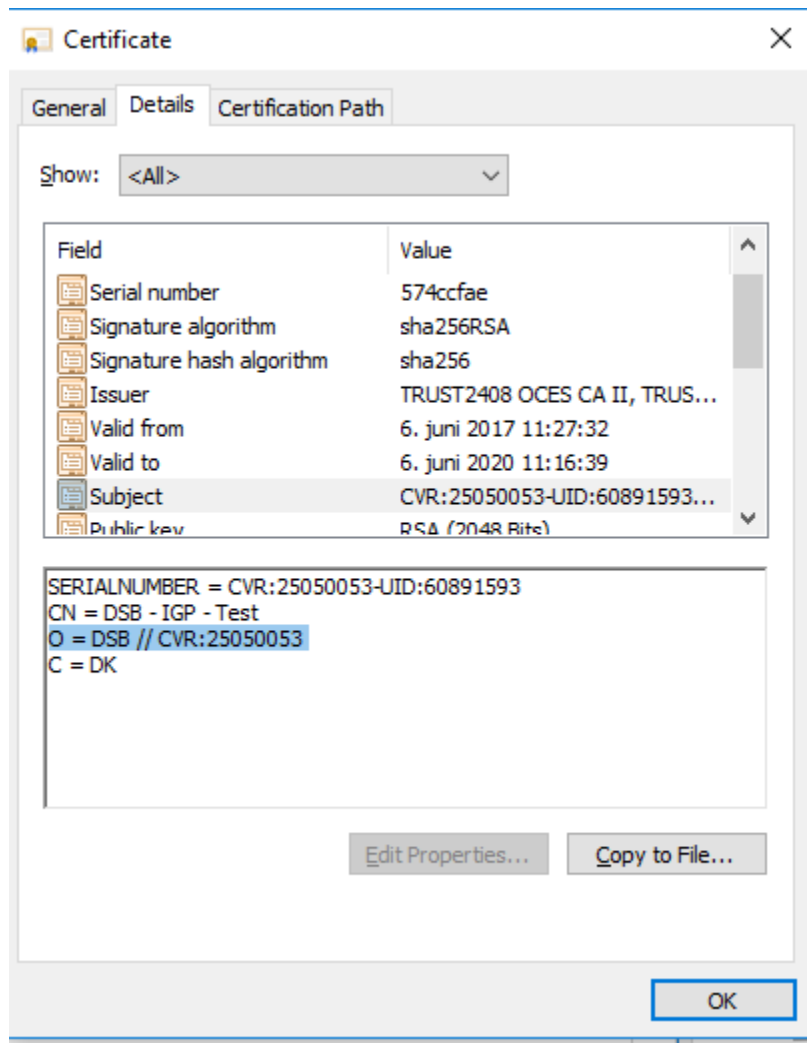 Certificate
General Details Certification Path
Show: <All>
Field Value
Serial number 574ccfae
Signature algorithm sha256RSA
Signature hash algorithm sha256
Issuer TRUST2408 OCES CA II, TRUS...
Valid from 6. juni 2017 11:27:32
Valid to 6. juni 2020 11:16:39
Subject CVR:25050053-UID:60891593...
Public key RSA (2048 Bits)
SERIALNUMBER = CVR:25050053-UID:60891593
CN = DSB - IGP - Test
O = DSB // CVR:25050053
C = DK
Edit Properties... Copy to File...
OK